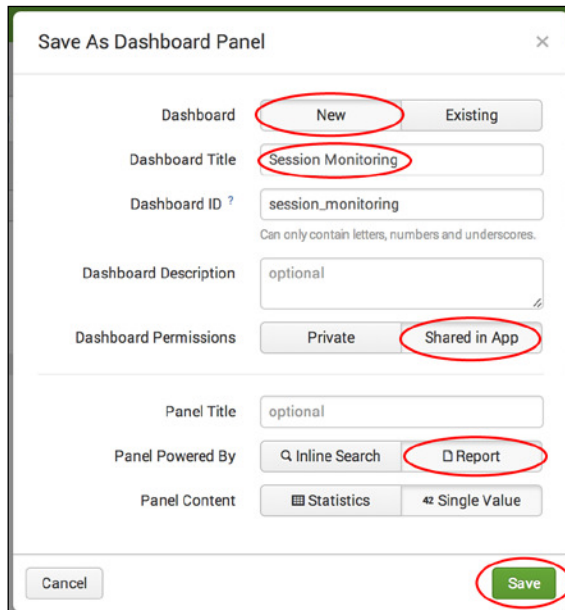 Save As Dashboard Panel ×
Dashboard New Existing
Dashboard Title Session Monitoring
Dashboard ID ? session_monitoring
Can only contain letters, numbers and underscores.
Dashboard Description optional
Dashboard Permissions Private Shared in App
Panel Title optional
Panel Powered By Inline Search Report
Panel Content Statistics 42 Single Value
Cancel Save